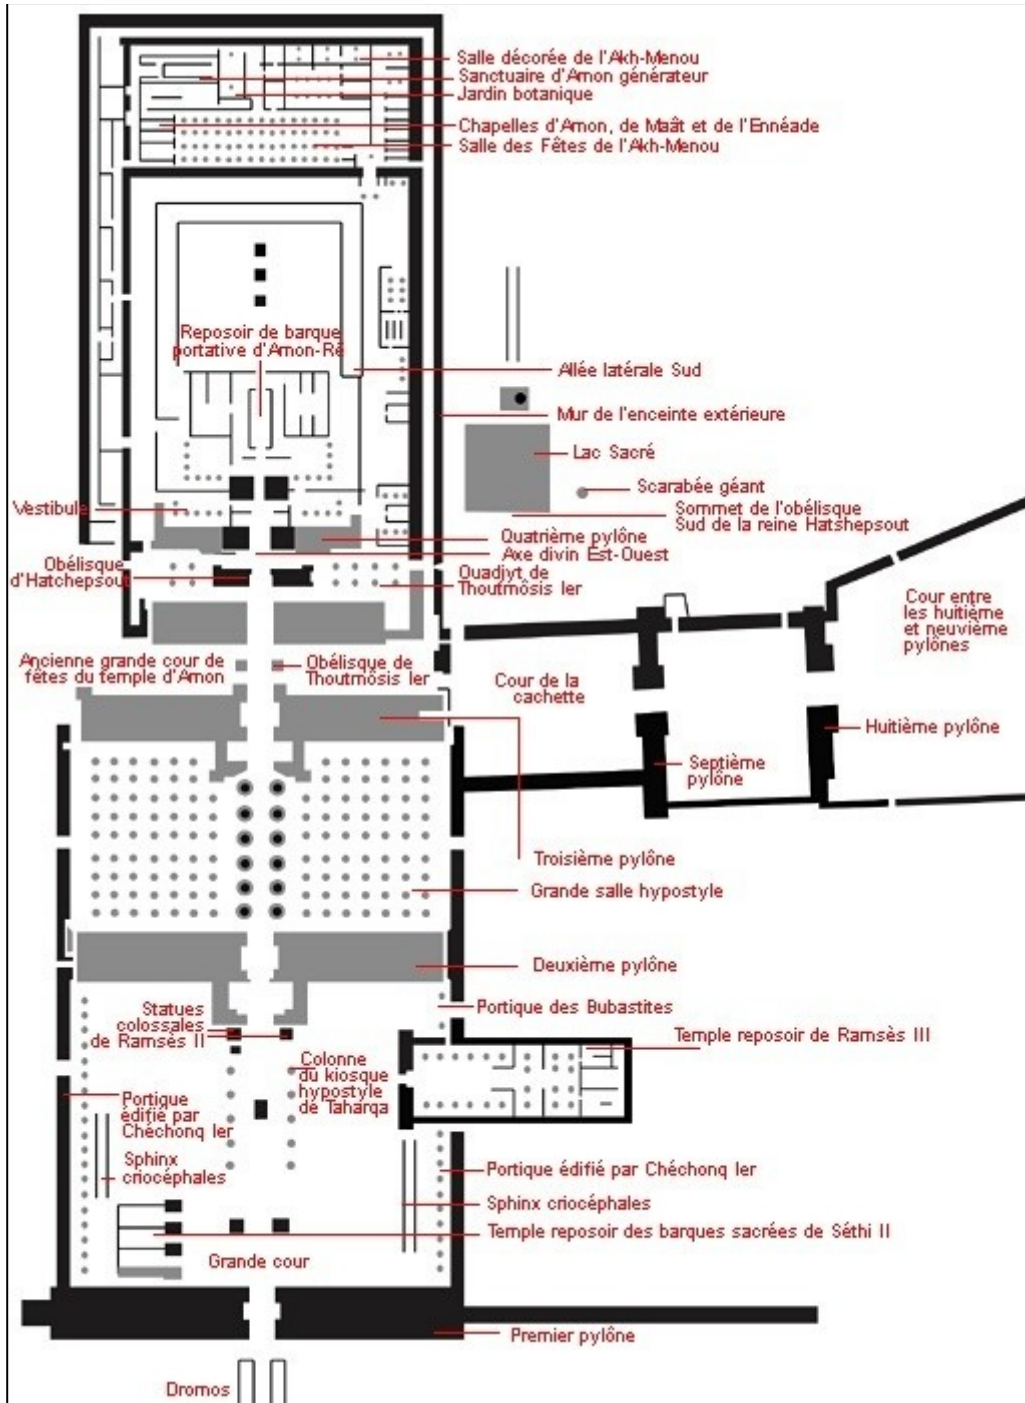 Salle décorée de l'Akh-Menou
Sanctuaire d'Amon générateur
Jardin botanique
Chapelles d'Amon, de Maât et de l'Ennéade
Salle des Fêtes de l'Akh-Menou
Reposoir de barque
portative d'Amon-Ré
Allée latérale Sud
Mur de l'enceinte extérieure
Lac Sacré
Scarabée géant
Sommet de l'obélisque
Sud de la reine Hatshepsout
Vestibule
Quatrième pylône
Axe divin Est-Ouest
Obélisque
d'Hatchepsout
Ouadjyt de
Thoutmôsis Ier
Cour entre
les huitième
et neuvième
pylônes
Ancienne grande cour de
fêtes du temple d'Amon
Obélisque de
Thoutmôsis Ier
Cour de la
cachette
Huitième pylône
Septième
pylône
Troisième pylône
Grande salle hypostyle
Deuxième pylône
Portique des Bubastites
Statues
colossales
de Ramsès II
Temple reposoir de Ramsès III
Colonne
du kiosque
hypostyle
de Taharqa
Portique
édifié par
Chéchonq Ier
Sphinx
criocéphales
Portique édifié par Chéchonq Ier
Sphinx criocéphales
Temple reposoir des barques sacrées de Séthi II
Grande cour
Premier pylône
Dromos